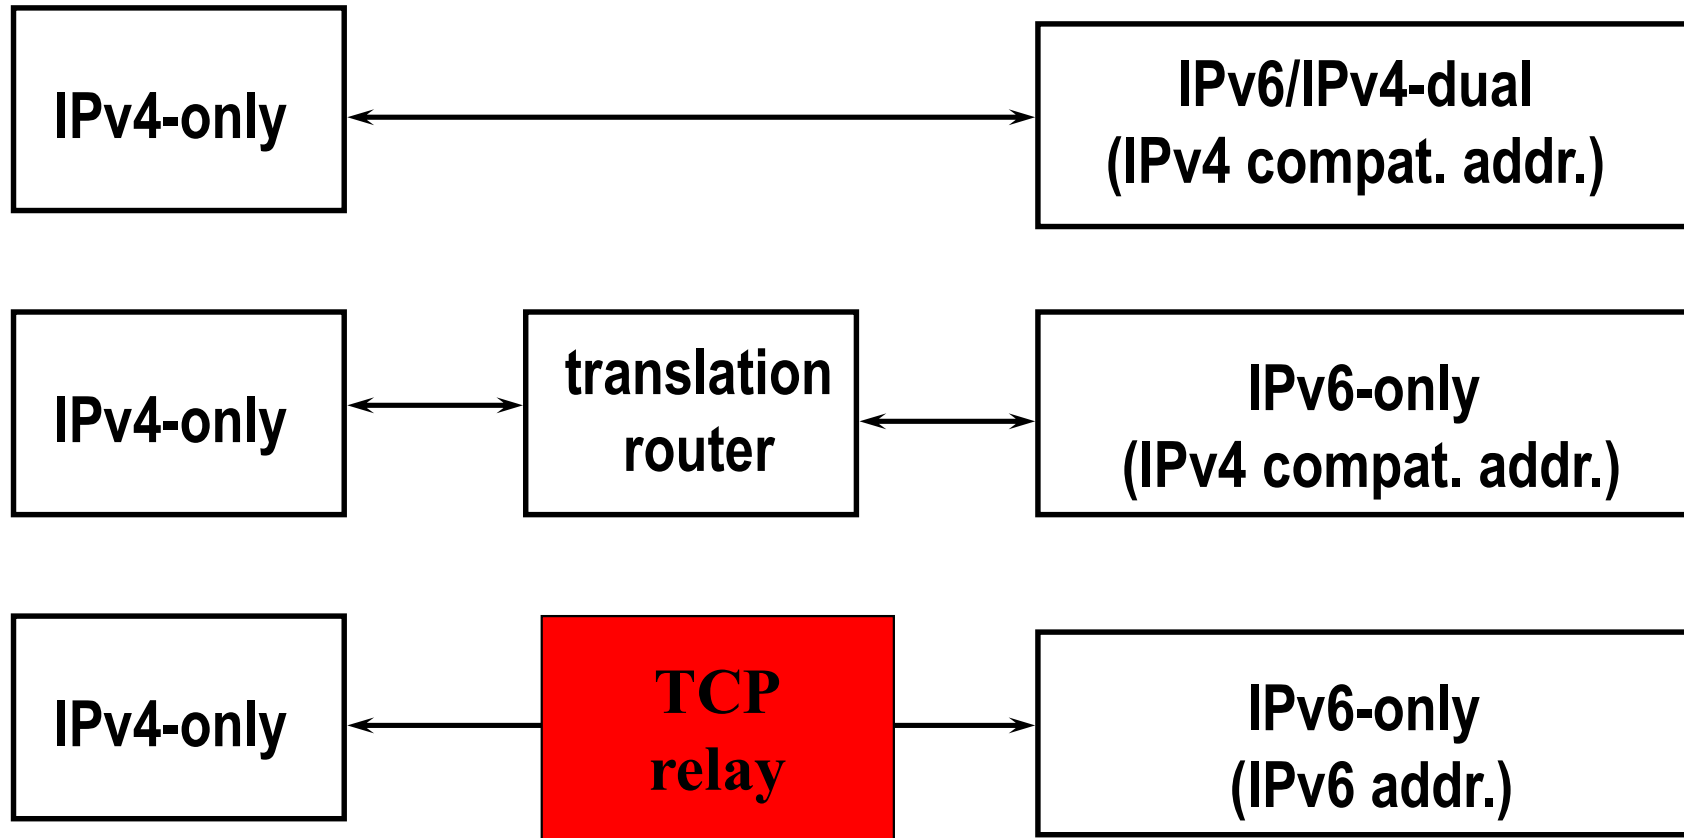 IPv4-only
IPv6/IPv4-dual
(IPv4 compat. addr.)
IPv4-only
translation
router
IPv6-only
(IPv4 compat. addr.)
IPv4-only
TCP
relay
IPv6-only
(IPv6 addr.)